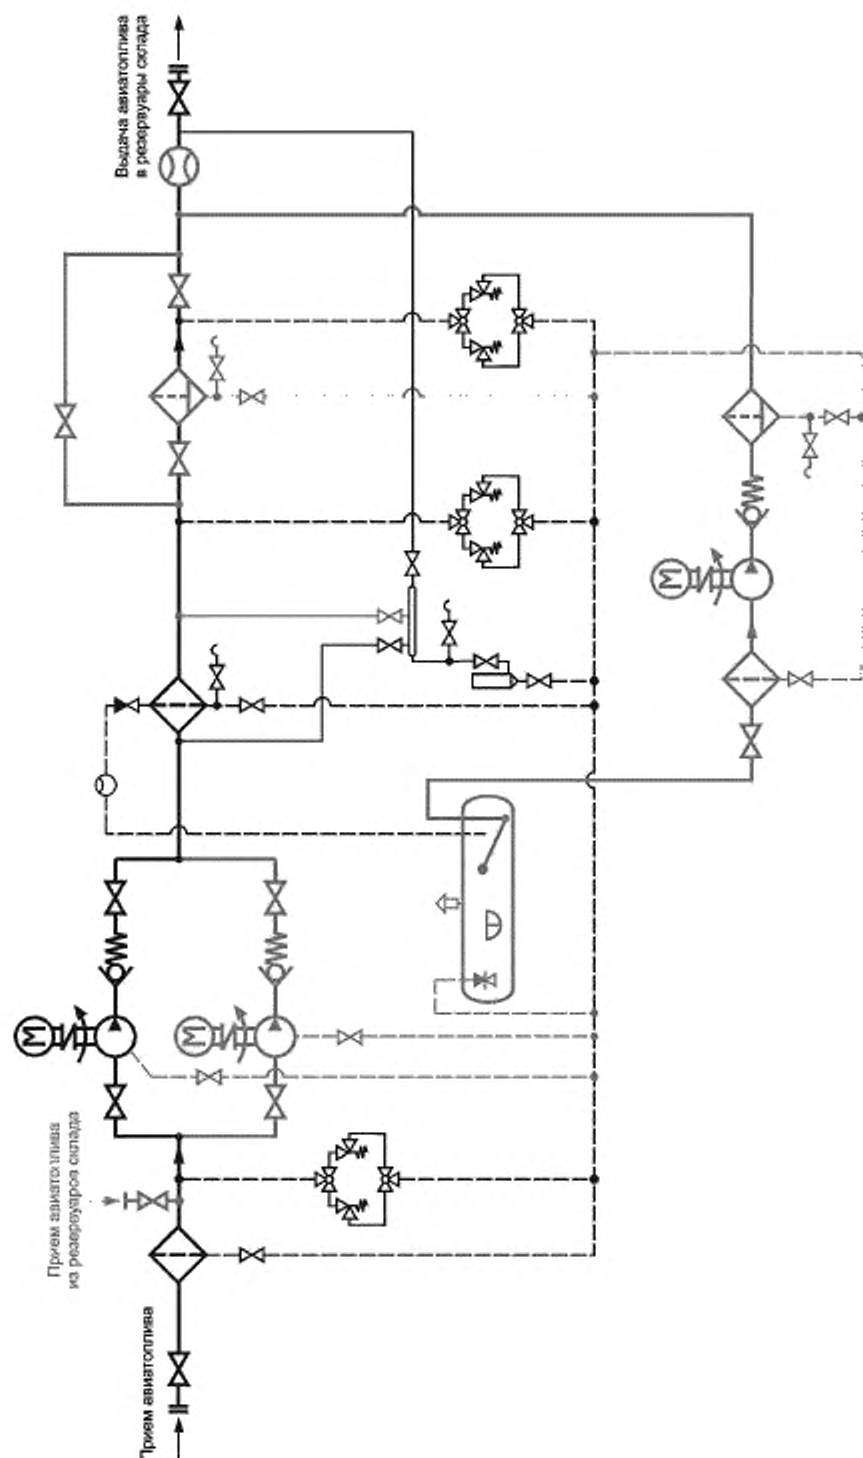 Выдача авиатоплива
в резервуары склада
М
М
М
Прием авиатоплива
из резервуаров склада
Прием авиатоплива